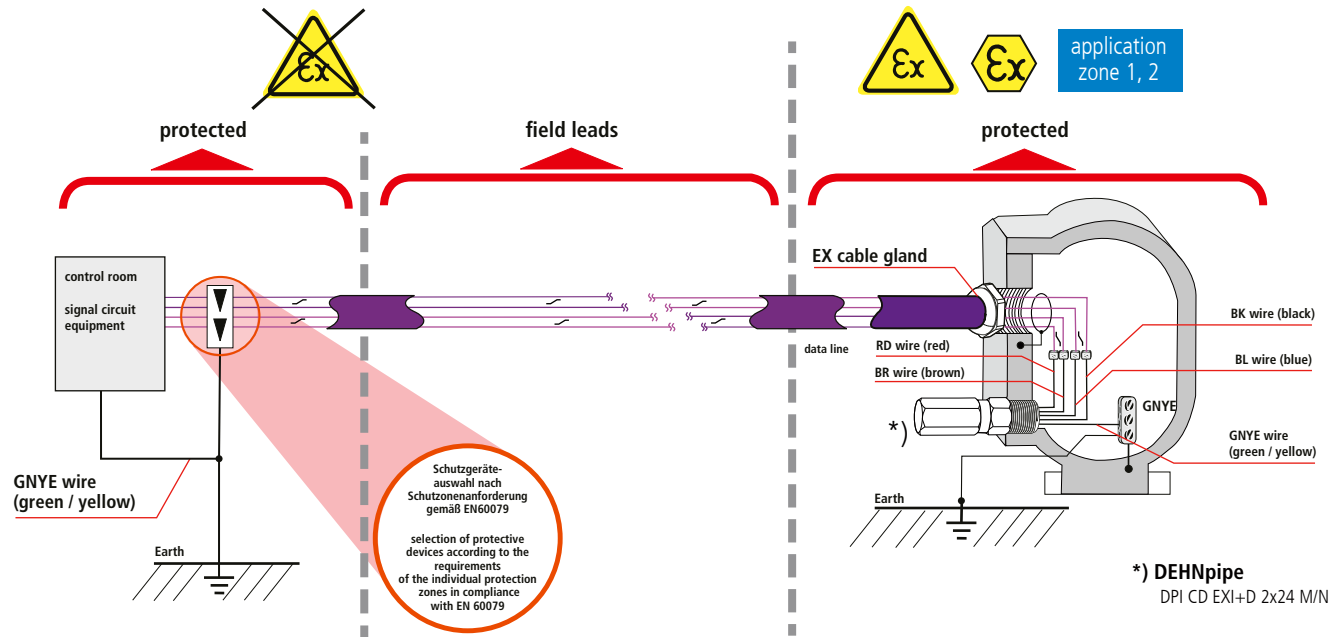 Ex
Ex
Ex
application
zone 1, 2
protected
field leads
protected
control room
signal circuit
equipment
EX cable gland
data line
RD wire (red)
BR wire (brown)
BK wire (black)
BL wire (blue)
GNYE
GNYE wire
(green / yellow)
*)
GNYE wire
(green / yellow)
Earth
Schutzgeräte-
auswahl nach
Schutzonenanforderung
gemäß EN60079
selection of protective
devices according to the
requirements
of the individual protection
zones in compliance
with EN 60079
Earth
*) DEHNpipe
DPI CD EXI+D 2x24 M/N